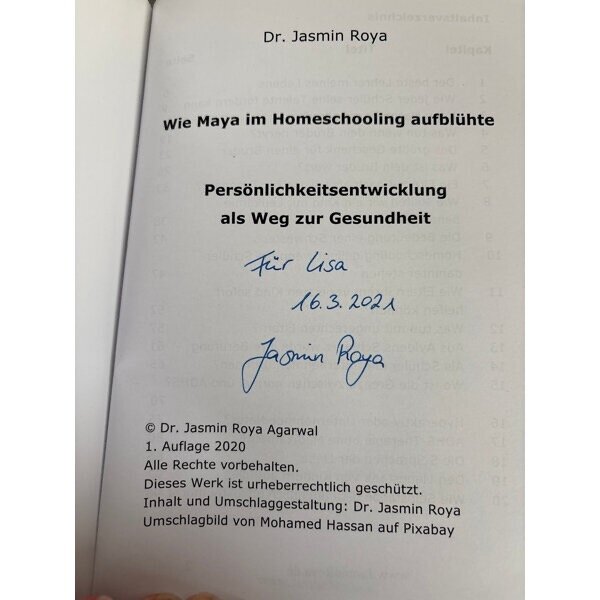 Dr. Jasmin Roya
Wie Maya im Homeschooling aufblühte
Persönlichkeitsentwicklung
als Weg zur Gesundheit
Für Lisa
16.3.2021
Jasmin Roya
© Dr. Jasmin Roya Agarwal
1. Auflage 2020
Alle Rechte vorbehalten.
Dieses Werk ist urheberrechtlich geschützt.
Inhalt und Umschlaggestaltung: Dr. Jasmin Roya
Umschlagbild von Mohamed Hassan auf Pixabay